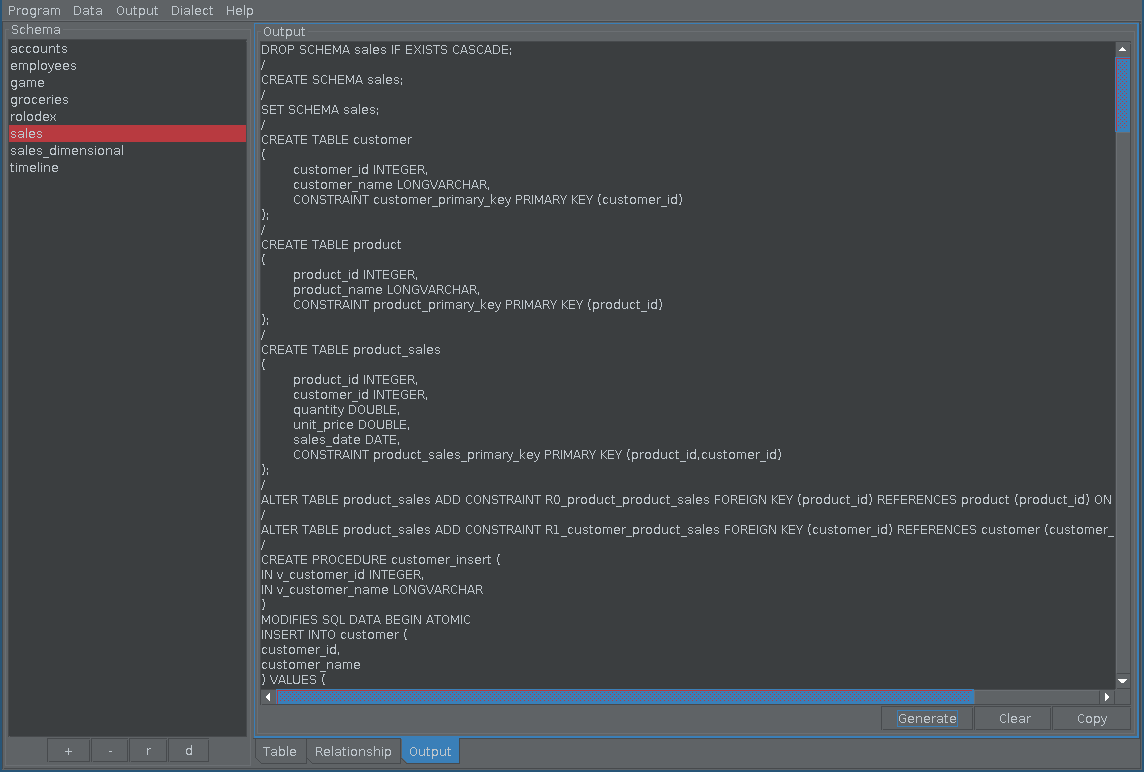 Program Data Output Dialect Help
Schema
accounts
employees
game
groceries
rolodex
sales
sales_dimensional
timeline
+ - r d
Output
DROP SCHEMA sales IF EXISTS CASCADE;
/
CREATE SCHEMA sales;
/
SET SCHEMA sales;
/
CREATE TABLE customer
(
customer_id INTEGER,
customer_name LONGVARCHAR,
CONSTRAINT customer_primary_key PRIMARY KEY (customer_id)
);
/
CREATE TABLE product
(
product_id INTEGER,
product_name LONGVARCHAR,
CONSTRAINT product_primary_key PRIMARY KEY (product_id)
);
/
CREATE TABLE product_sales
(
product_id INTEGER,
customer_id INTEGER,
quantity DOUBLE,
unit_price DOUBLE,
sales_date DATE,
CONSTRAINT product_sales_primary_key PRIMARY KEY (product_id,customer_id)
);
/
ALTER TABLE product_sales ADD CONSTRAINT R0_product_product_sales FOREIGN KEY (product_id) REFERENCES product (product_id) ON
/
ALTER TABLE product_sales ADD CONSTRAINT R1_customer_product_sales FOREIGN KEY (customer_id) REFERENCES customer (customer_
/
CREATE PROCEDURE customer_insert (
IN v_customer_id INTEGER,
IN v_customer_name LONGVARCHAR
)
MODIFIES SQL DATA BEGIN ATOMIC
INSERT INTO customer (
customer_id,
customer_name
) VALUES (
Generate Clear Copy
Table Relationship Output